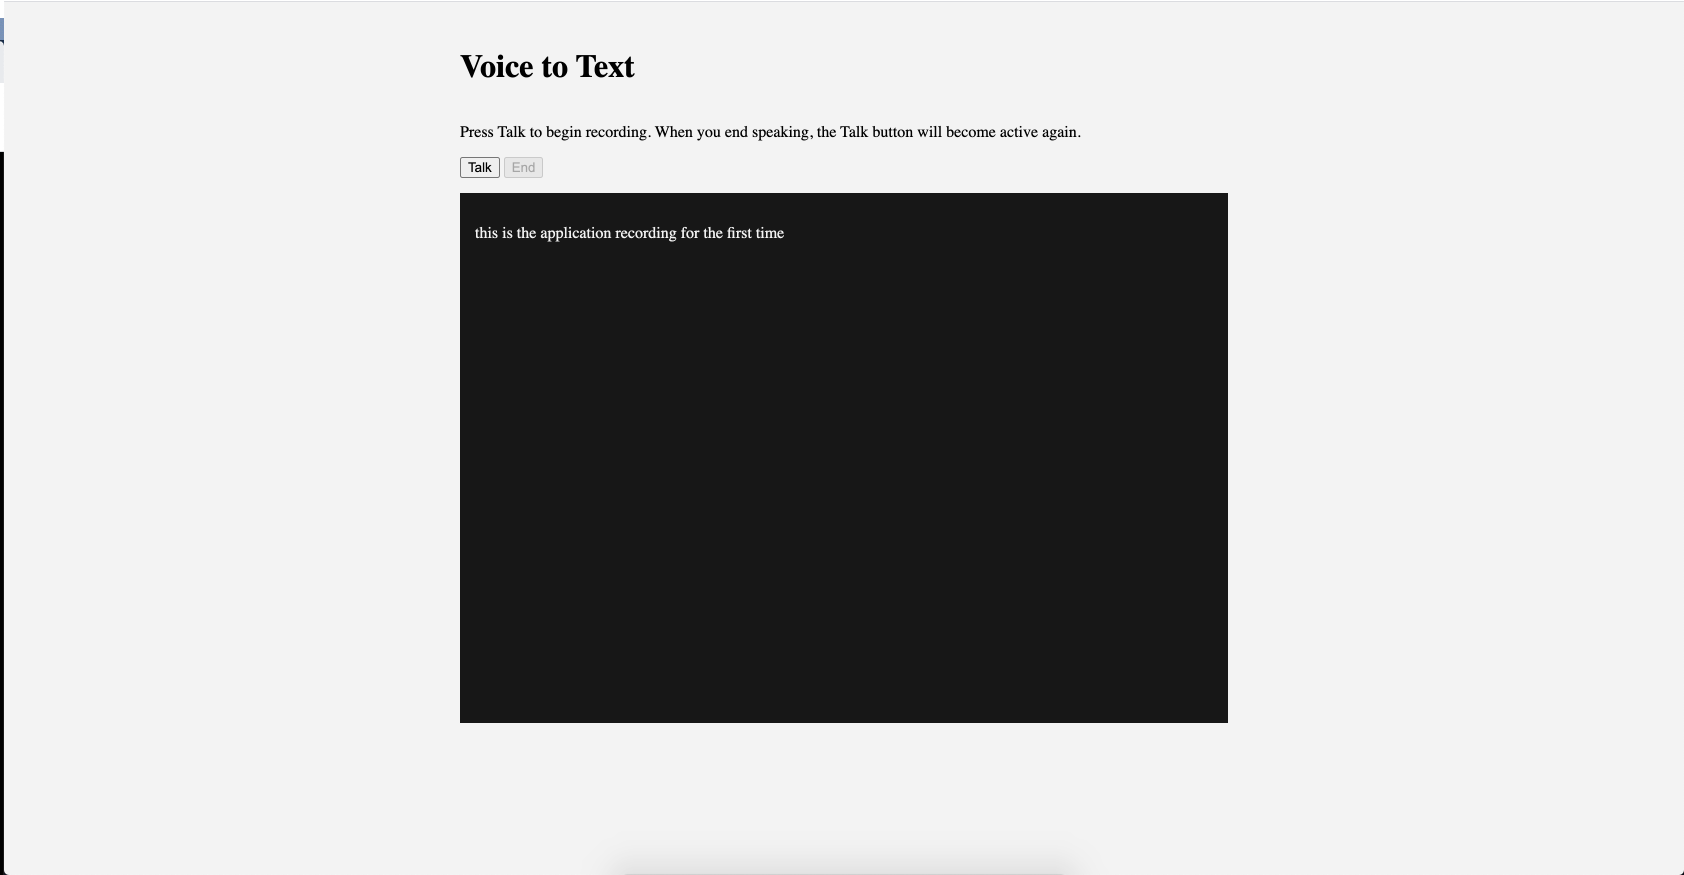 Voice to Text
Press Talk to begin recording. When you end speaking, the Talk button will become active again.
Talk End
this is the application recording for the first time